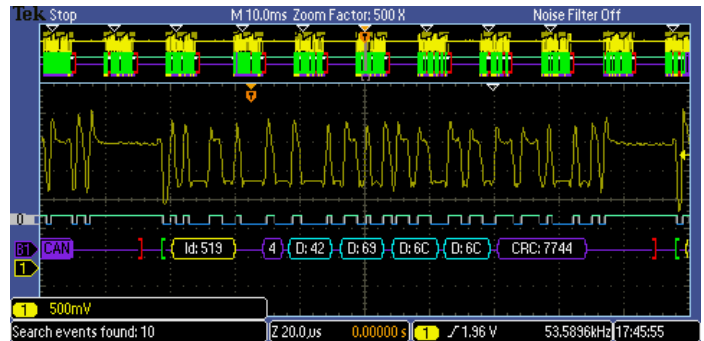 Tek Stop M 10.0ms Zoom Factor: 500 X Noise Filter Off
T
T
0
B1 CAN ] [ Id: 519 4 D: 42 D: 69 D: 6C D: 6C CRC: 7744 ] [
1
1 500mV
Search events found: 10 Z 20.0µs 0.00000 s 1 1.96 V 53.5896kHz 17:45:55